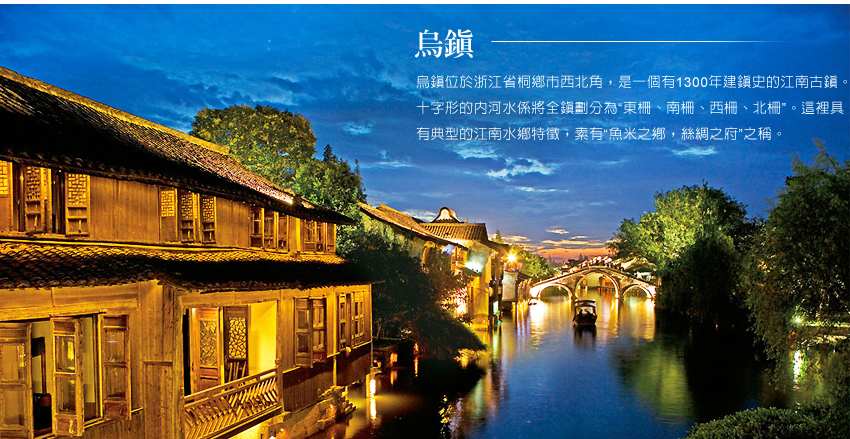 烏鎮
烏鎮位於浙江省桐鄉市西北角，是一個有1300年建鎮史的江南古鎮。
十字形的內河水係將全鎮劃分為“東柵、南柵、西柵、北柵”。這裡具
有典型的江南水鄉特徵，素有“魚米之鄉，絲綢之府”之稱。